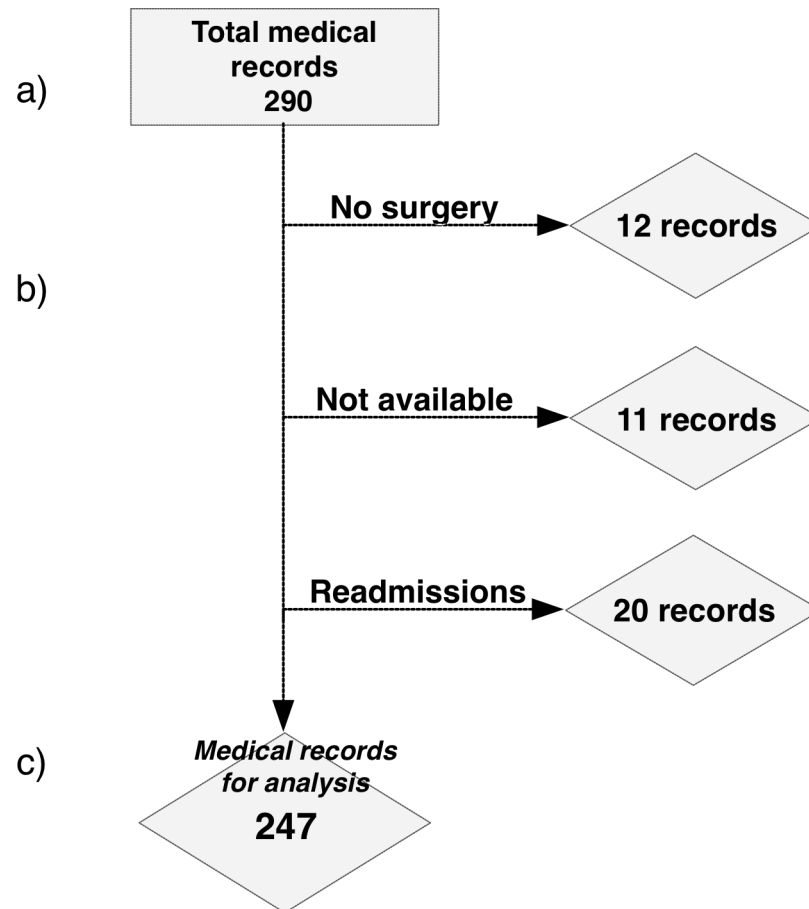 Total medical
records
290
a)
No surgery
12 records
b)
Not available
11 records
Readmissions
20 records
c)
Medical records
for analysis
247